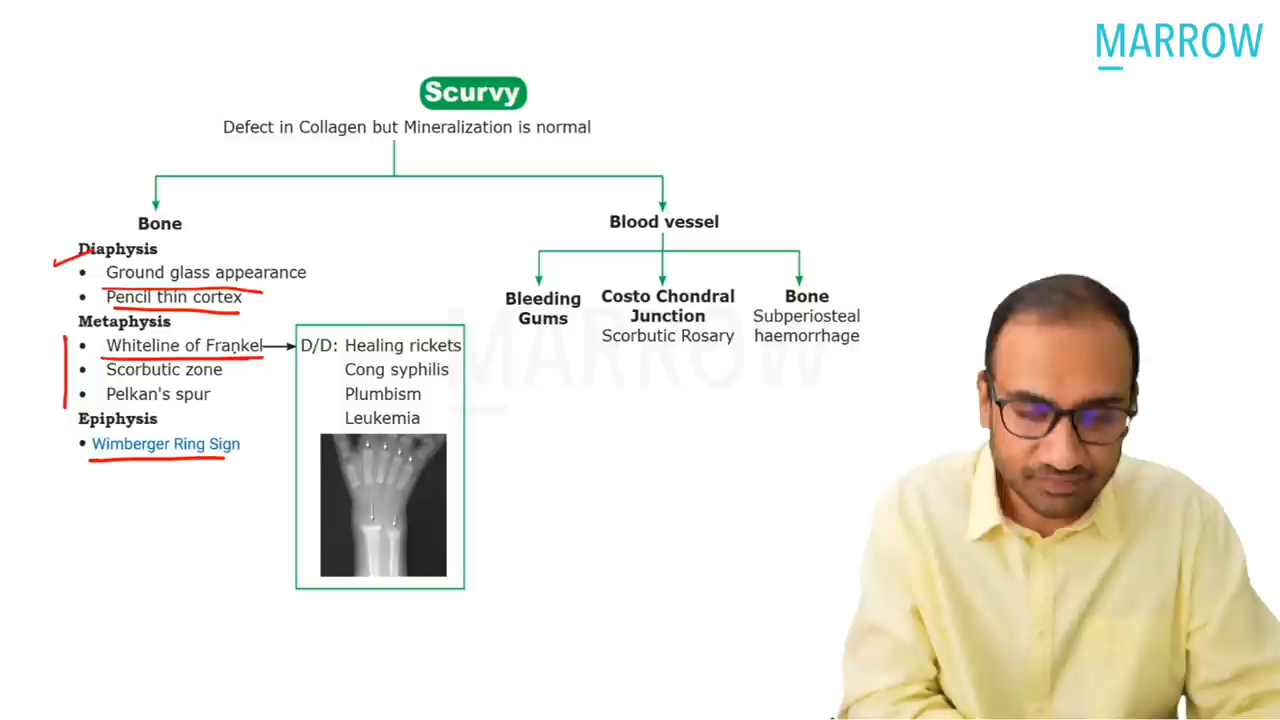 MARROW
Scurvy
Defect in Collagen but Mineralization is normal
Bone
Diaphysis
• Ground glass appearance
• Pencil thin cortex
Metaphysis
• Whiteline of Frankel
• Scorbutic zone
• Pelkan's spur
Epiphysis
• Wimberger Ring Sign
D/D: Healing rickets
Cong syphilis
Plumbism
Leukemia
Blood vessel
Bleeding
Gums
Costo Chondral
Junction
Scorbutic Rosary
Bone
Subperiosteal
haemorrhage
MARROW